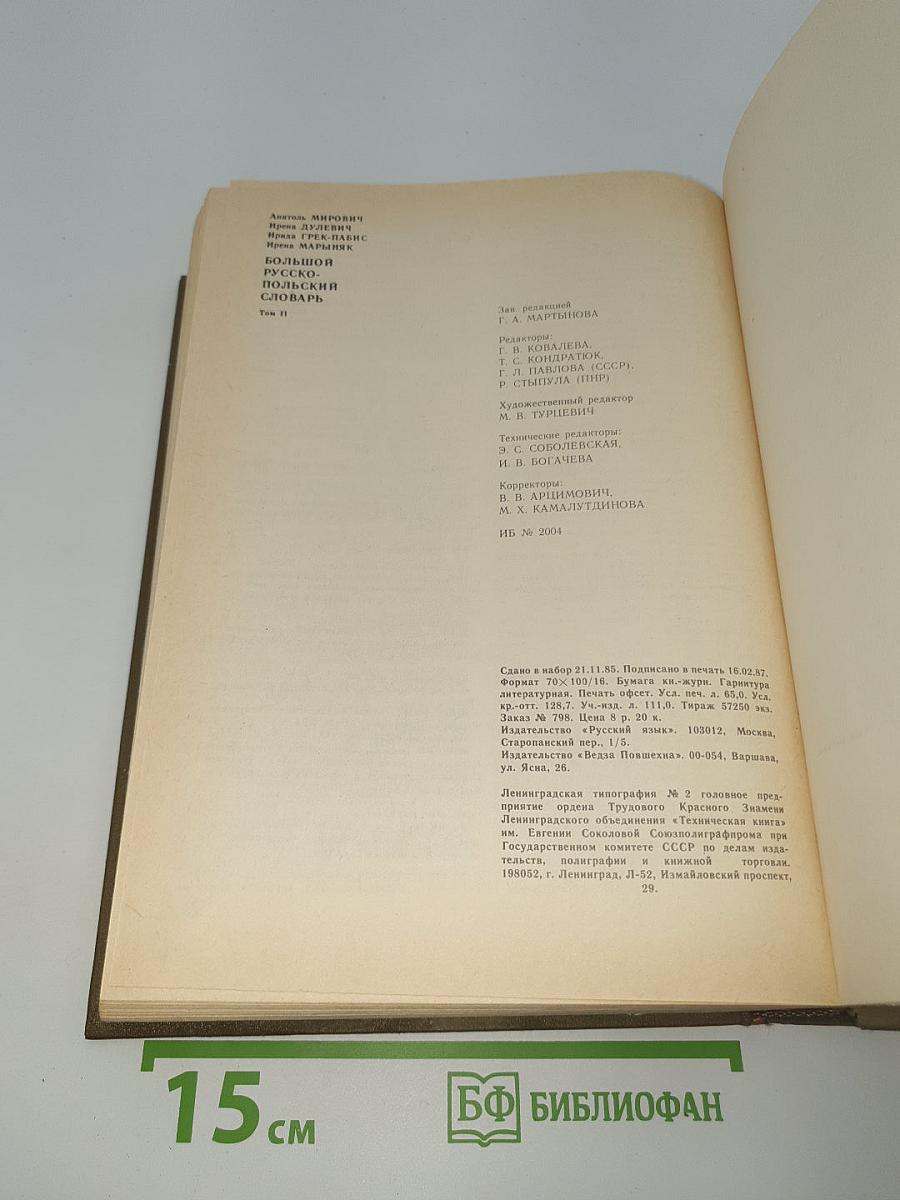 Анатоль МИРОВИЧ
Ирена ДУЛЕВИЧ
Ирида ГРЕК-ПАБИС
Ирена МАРЫНЯК
БОЛЬШОЙ
РУССКО-
ПОЛЬСКИЙ
СЛОВАРЬ
Том II
Зав. редакцией
Г. А. МАРТЫНОВА
Редакторы:
Г. В. КОВАЛЕВА,
Т. С. КОНДРАТЮК,
Г. Л. ПАВЛОВА (СССР),
Р. СТЫПУЛА (ПНР)
Художественный редактор
М. В. ТУРЦЕВИЧ
Технические редакторы:
Э. С. СОБОЛЕВСКАЯ,
И. В. БОГАЧЕВА
Корректоры:
В. В. АРЦИМОВИЧ,
М. Х. КАМАЛУТДИНОВА
ИБ № 2004
Сдано в набор 21.11.85. Подписано в печать 16.02.87.
Формат 70×100/16. Бумага кн.-журн. Гарнитура
литературная. Печать офсет. Усл. печ. л. 65,0. Усл.
кр.-отт. 128,7. Уч.-изд. л. 111,0. Тираж 57250 экз.
Заказ № 798. Цена 8 р. 20 к.
Издательство «Русский язык». 103012, Москва,
Старопанский пер., 1/5.
Издательство «Ведза Повшехна». 00-054, Варшава,
ул. Ясна, 26.
Ленинградская типография № 2 головное пред-
приятие ордена Трудового Красного Знамени
Ленинградского объединения «Техническая книга»
им. Евгении Соколовой Союзполиграфпрома при
Государственном комитете СССР по делам изда-
тельств, полиграфии и книжной торговли.
198052, г. Ленинград, Л-52, Измайловский проспект,
29.
15 см
БФ БИБЛИОФАН